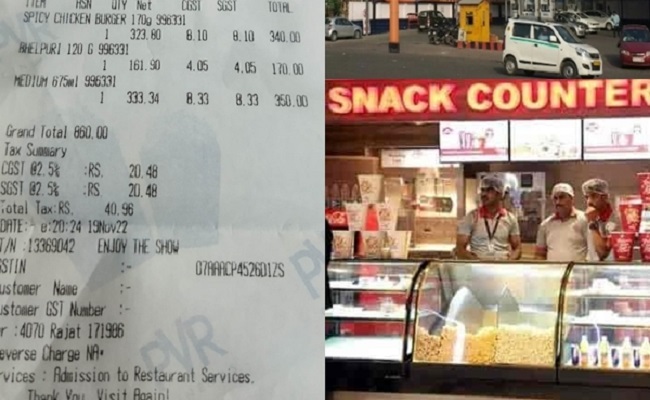 ITEM HSN QTY Net CGST SGST TOTAL
SPICY CHICKEN BURGER 170g 996331
1 323.80 8.10 8.10 340.00
BHELPURI 120 G 996331
1 161.90 4.05 4.05 170.00
MEDIUM 675ml 996331
1 333.34 8.33 8.33 350.00
Grand Total 860.00
Tax Summary
CGST @2.5% :RS. 20.48
SGST @2.5% :RS. 20.48
Total Tax:RS. 40.96
DATE:- 8:20:24 19Nov22
T/N :13369042 ENJOY THE SHOW
GSTIN :- 07AAACP4526D1ZS
Customer Name :-
Customer GST Number :-
r :4070 Rajat 171986
Reverse Charge NA*
rvices : Admission to Restaurant Services.
Thank You, Visit Again!
PVR
PVR
SNACK COUNTER